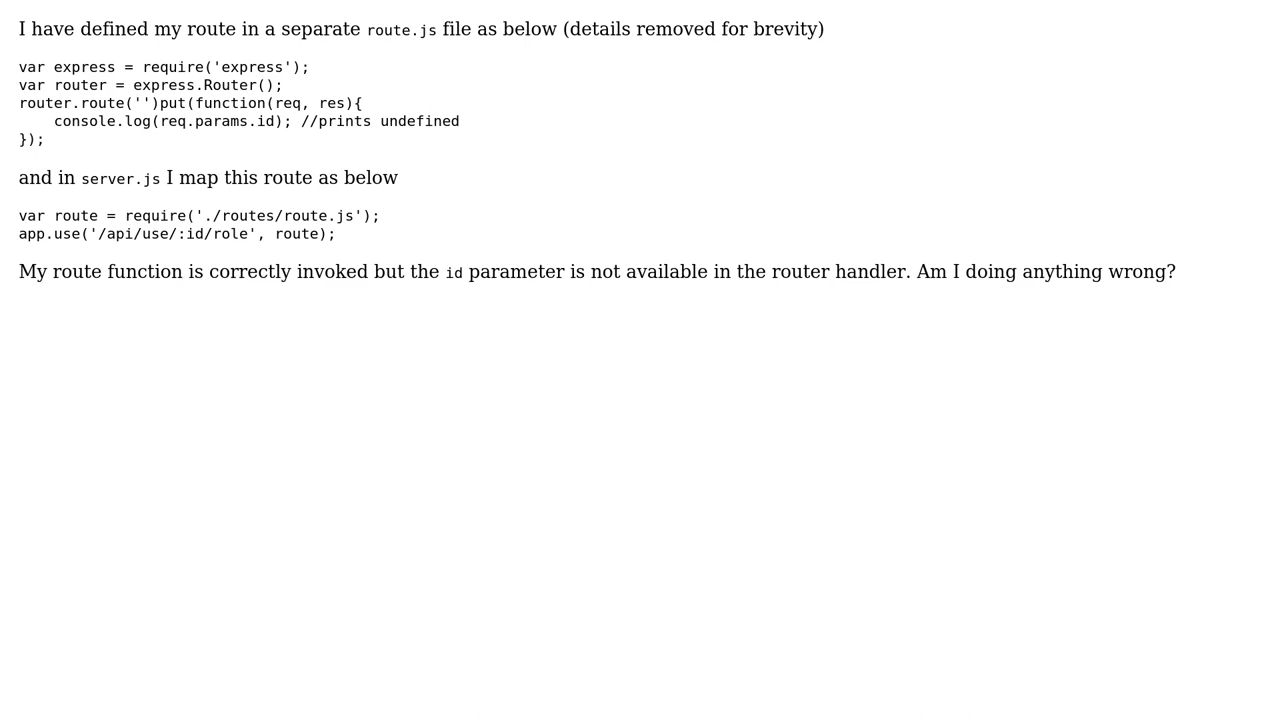 I have defined my route in a separate route.js file as below (details removed for brevity)
var express = require('express');
var router = express.Router();
router.route('')put(function(req, res){
    console.log(req.params.id); //prints undefined
});
and in server.js I map this route as below
var route = require('./routes/route.js');
app.use('/api/use/:id/role', route);
My route function is correctly invoked but the id parameter is not available in the router handler. Am I doing anything wrong?